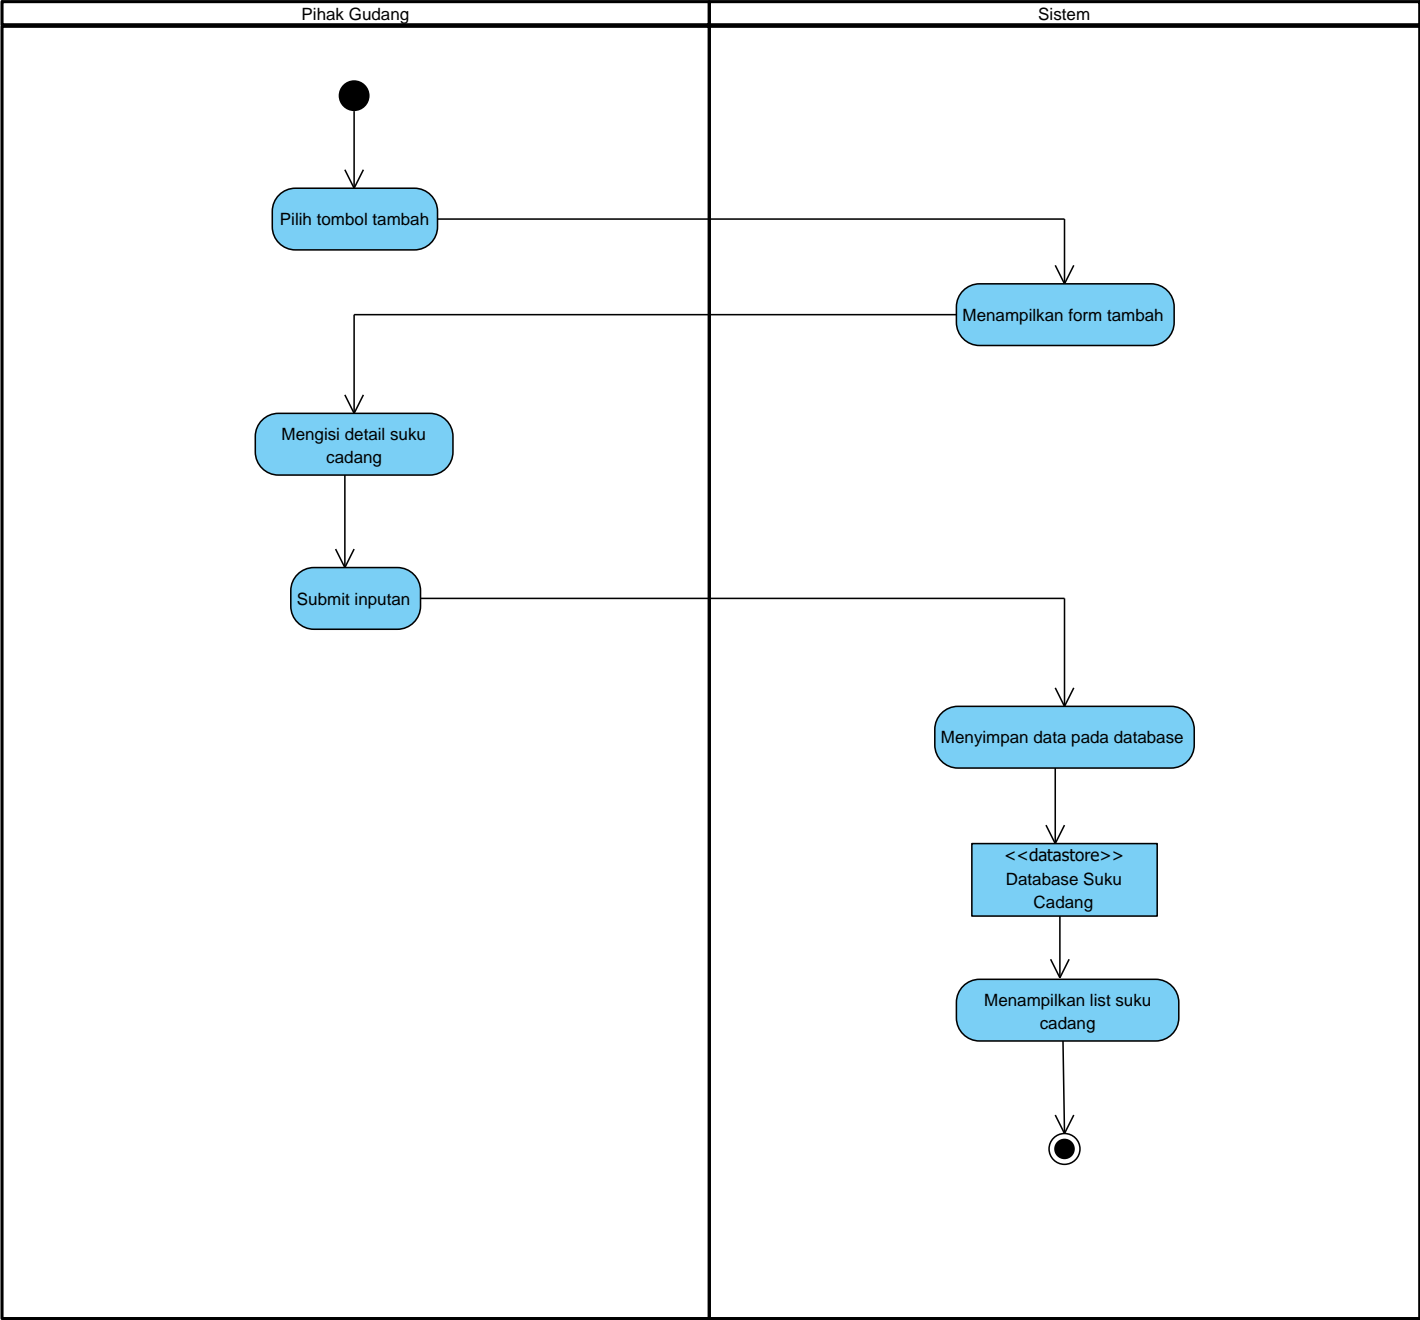 Pihak Gudang
Sistem
Pilih tombol tambah
Menampilkan form tambah
Mengisi detail suku
cadang
Submit inputan
Menyimpan data pada database
<<datastore>>
Database Suku
Cadang
Menampilkan list suku
cadang